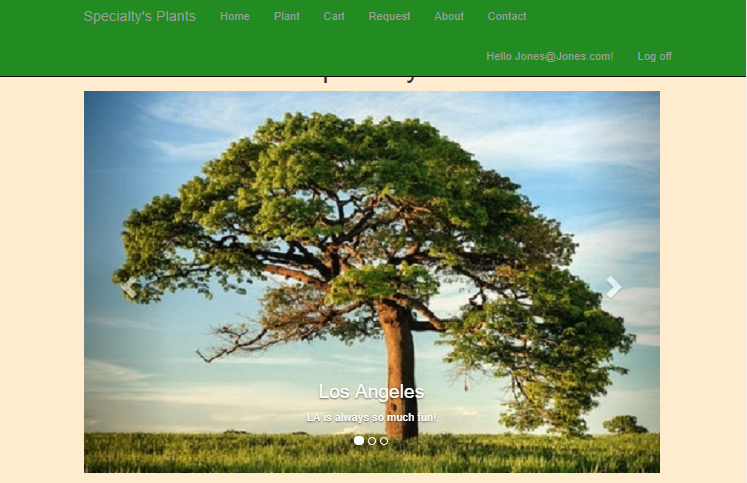 Specialty's Plants Home Plant Cart Request About Contact
Hello Jones@Jones.com! Log off
Los Angeles
LA is always so much fun!